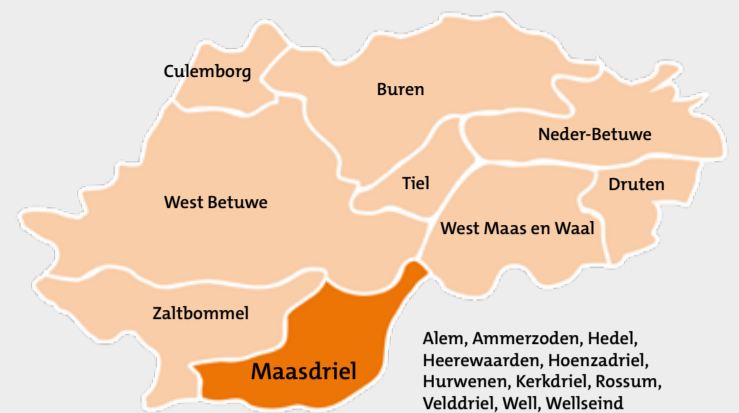 Culemborg
Buren
Neder-Betuwe
Tiel
Druten
West Betuwe
West Maas en Waal
Zaltbommel
Maasdriel
Alem, Ammerzoden, Hedel,
Heerewaarden, Hoenzadriel,
Hurwenen, Kerkdriel, Rossum,
Velddriel, Well, Wellseind